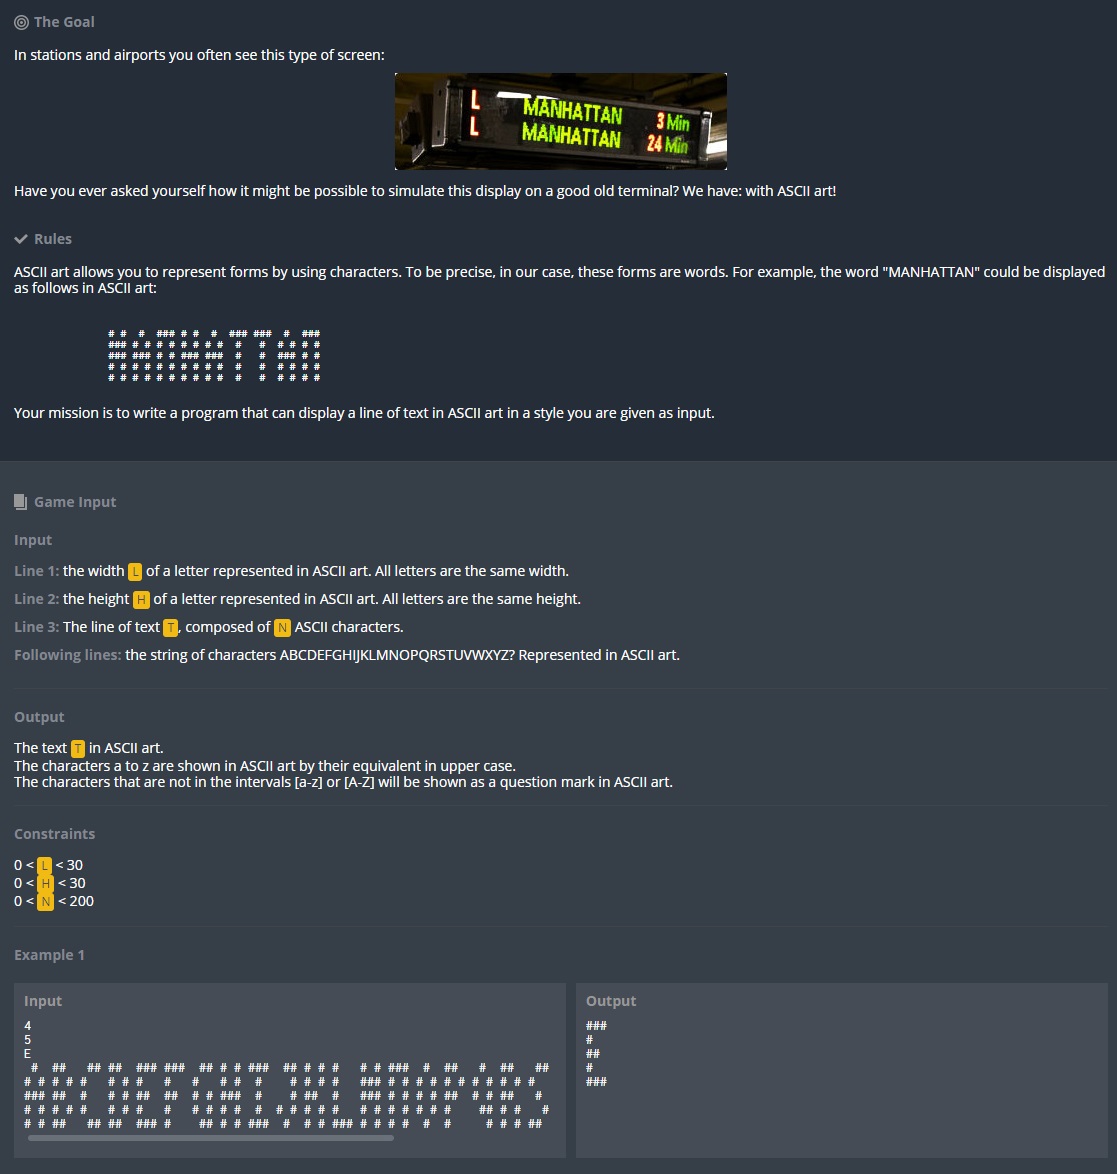 The Goal
In stations and airports you often see this type of screen:
L MANHATTAN 3 Min
L MANHATTAN 24 Min
Have you ever asked yourself how it might be possible to simulate this display on a good old terminal? We have: with ASCII art!
Rules
ASCII art allows you to represent forms by using characters. To be precise, in our case, these forms are words. For example, the word "MANHATTAN" could be displayed
as follows in ASCII art:
# #  #  ### # #  #  ### ###  #  ###
### # # # # # # # #  #   #  # # # #
### ### # # ### ###  #   #  ### # #
# # # # # # # # # #  #   #  # # # #
# # # # # # # # # #  #   #  # # # #
Your mission is to write a program that can display a line of text in ASCII art in a style you are given as input.
Game Input
Input
Line 1: the width L of a letter represented in ASCII art. All letters are the same width.
Line 2: the height H of a letter represented in ASCII art. All letters are the same height.
Line 3: The line of text T, composed of N ASCII characters.
Following lines: the string of characters ABCDEFGHIJKLMNOPQRSTUVWXYZ? Represented in ASCII art.
Output
The text T in ASCII art.
The characters a to z are shown in ASCII art by their equivalent in upper case.
The characters that are not in the intervals [a-z] or [A-Z] will be shown as a question mark in ASCII art.
Constraints
0 < L < 30
0 < H < 30
0 < N < 200
Example 1
Input
4
5
E
 #  ##   ## ##  ### ###  ## # # ###  ## # # #   # # ###  #  ##   #  ##   ##
# # # # #   # # #   #   #   # #  #    # # # #   ### # # # # # # # # # # #
### ##  #   # # ##  ##  # # ###  #    # ##  #   ### # # # # ##  # # ##   #
# # # # #   # # #   #   # # # #  #  # # # # #   # # # # # # #    ## # #   #
# # ##   ## ##  ### #    ## # # ###  #  # # ### # # # #  #  #     # # # ##
Output
###
#
##
#
###